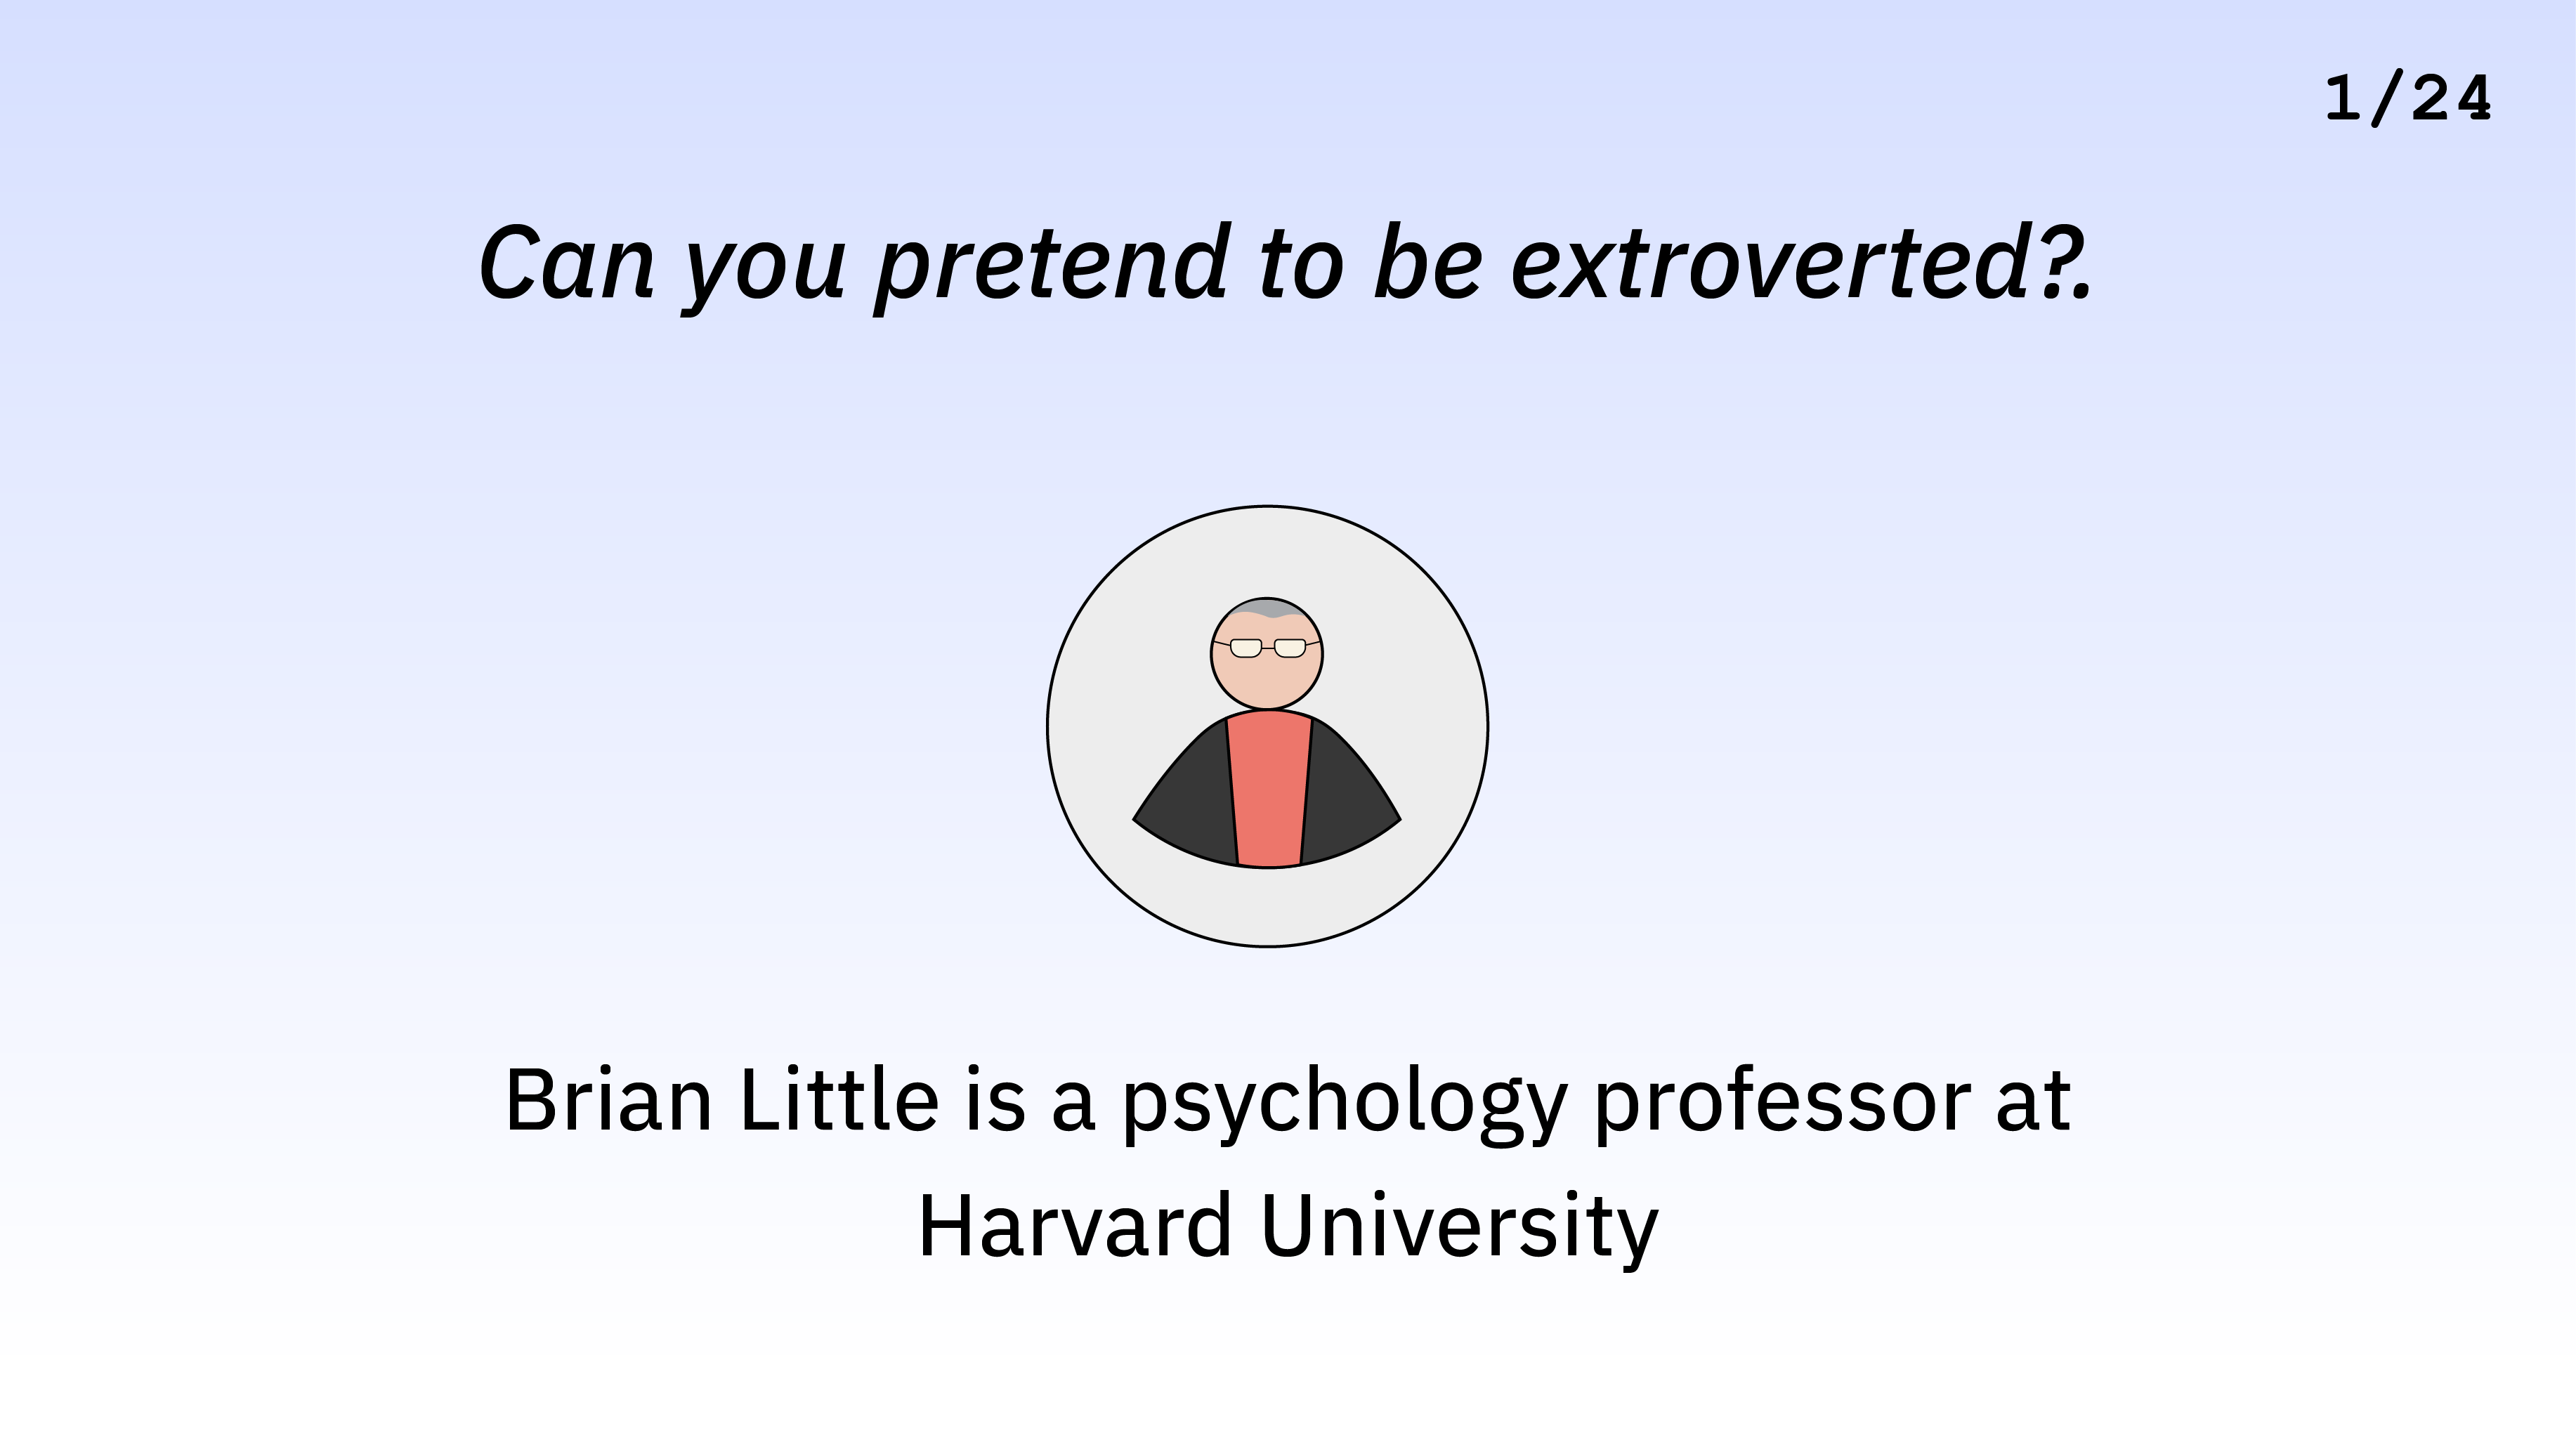 1/24
Can you pretend to be extroverted?.
Brian Little is a psychology professor at
Harvard University